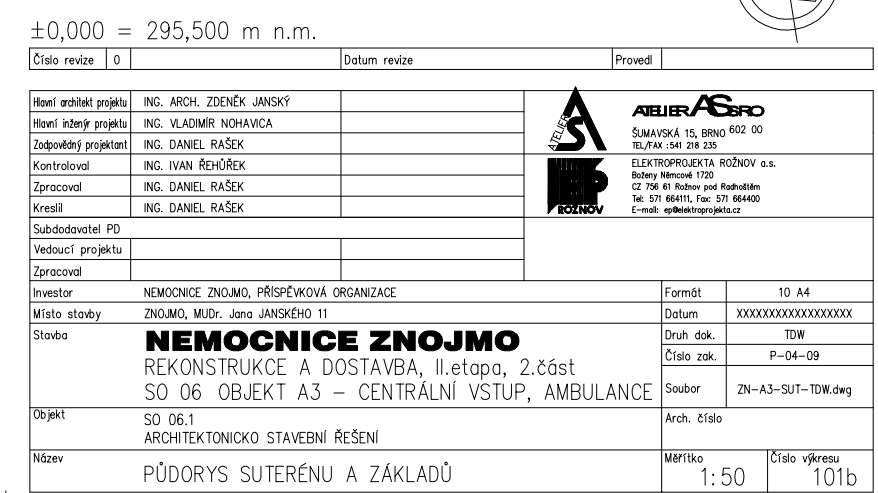 ±0,000 = 295,500 m n.m.
Číslo revize 0 Datum revize Provedl
Hlavní architekt projektu ING. ARCH. ZDENĚK JANSKÝ
Hlavní inženýr projektu ING. VLADIMÍR NOHAVICA
Zodpovědný projektant ING. DANIEL RAŠEK
Kontroloval ING. IVAN ŘEHŮŘEK
Zpracoval ING. DANIEL RAŠEK
Kreslil ING. DANIEL RAŠEK
ATELIER AS
ATELIER AS SRO
ŠUMAVSKÁ 15, BRNO 602 00
TEL/FAX :541 218 235
EP ROŽNOV
ELEKTROPROJEKTA ROŽNOV a.s.
Boženy Němcové 1720
CZ 756 61 Rožnov pod Radhoštěm
Tel: 571 664111, Fax: 571 664400
E-mail: ep@elektroprojekta.cz
Subdodavatel PD
Vedoucí projektu
Zpracoval
Investor NEMOCNICE ZNOJMO, PŘÍSPĚVKOVÁ ORGANIZACE
Místo stavby ZNOJMO, MUDr. Jana JANSKÉHO 11
Stavba NEMOCNICE ZNOJMO
REKONSTRUKCE A DOSTAVBA, II.etapa, 2.část
SO 06 OBJEKT A3 – CENTRÁLNÍ VSTUP, AMBULANCE
Formát 10 A4
Datum XXXXXXXXXXXXXXXXXX
Druh dok. TDW
Číslo zak. P-04-09
Soubor ZN-A3-SUT-TDW.dwg
Objekt SO 06.1
ARCHITEKTONICKO STAVEBNÍ ŘEŠENÍ
Arch. číslo
Název PŮDORYS SUTERÉNU A ZÁKLADŮ
Měřítko 1:50
Číslo výkresu 101b